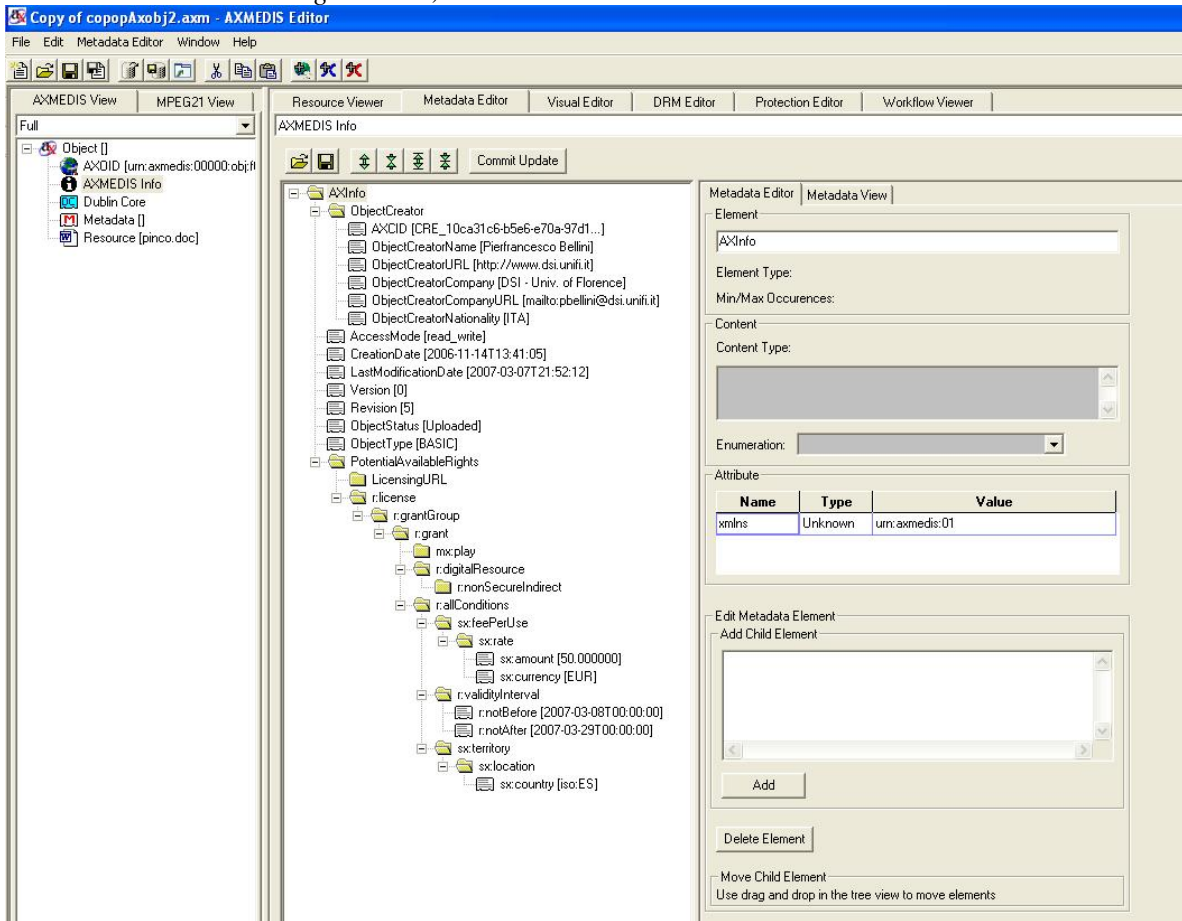 Copy of copopAxobj2.axm - AXMEDIS Editor
File Edit Metadata Editor Window Help
AXMEDIS View MPEG21 View
Resource Viewer Metadata Editor Visual Editor DRM Editor Protection Editor Workflow Viewer
Full
AXMEDIS Info
Object []
AXOID [urn:axmedis:00000:obj:f
AXMEDIS Info
Dublin Core
Metadata []
Resource [pinco.doc]
Commit Update
AXInfo
ObjectCreator
AXCID [CRE_10ca31c6-b5e6-e70a-97d1...]
ObjectCreatorName [Pierfrancesco Bellini]
ObjectCreatorURL [http://www.dsi.unifi.it]
ObjectCreatorCompany [DSI - Univ. of Florence]
ObjectCreatorCompanyURL [mailto:pbellini@dsi.unifi.it]
ObjectCreatorNationality [ITA]
AccessMode [read_write]
CreationDate [2006-11-14T13:41:05]
LastModificationDate [2007-03-07T21:52:12]
Version [0]
Revision [5]
ObjectStatus [Uploaded]
ObjectType [BASIC]
PotentialAvailableRights
LicensingURL
r:license
r:grantGroup
r:grant
mx:play
r:digitalResource
r:nonSecureIndirect
r:allConditions
sx:feePerUse
sx:rate
sx:amount [50.000000]
sx:currency [EUR]
r:validityInterval
r:notBefore [2007-03-08T00:00:00]
r:notAfter [2007-03-29T00:00:00]
sx:territory
sx:location
sx:country [iso:ES]
Metadata Editor Metadata View
Element
AXInfo
Element Type:
Min/Max Occurences:
Content
Content Type:
Enumeration:
Attribute
Name Type Value
xmlns Unknown urn:axmedis:01
Edit Metadata Element
Add Child Element
Add
Delete Element
Move Child Element
Use drag and drop in the tree view to move elements